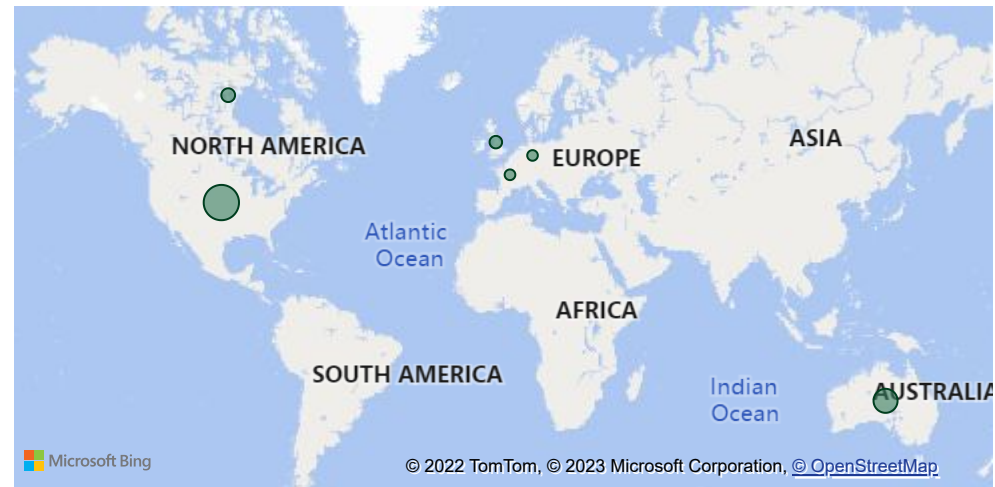 ASIA
NORTH AMERICA
EUROPE
Atlantic
Ocean
AFRICA
SOUTH AMERICA
Indian
Ocean
AUSTRALIA
Microsoft Bing
© 2022 TomTom, © 2023 Microsoft Corporation, © OpenStreetMap